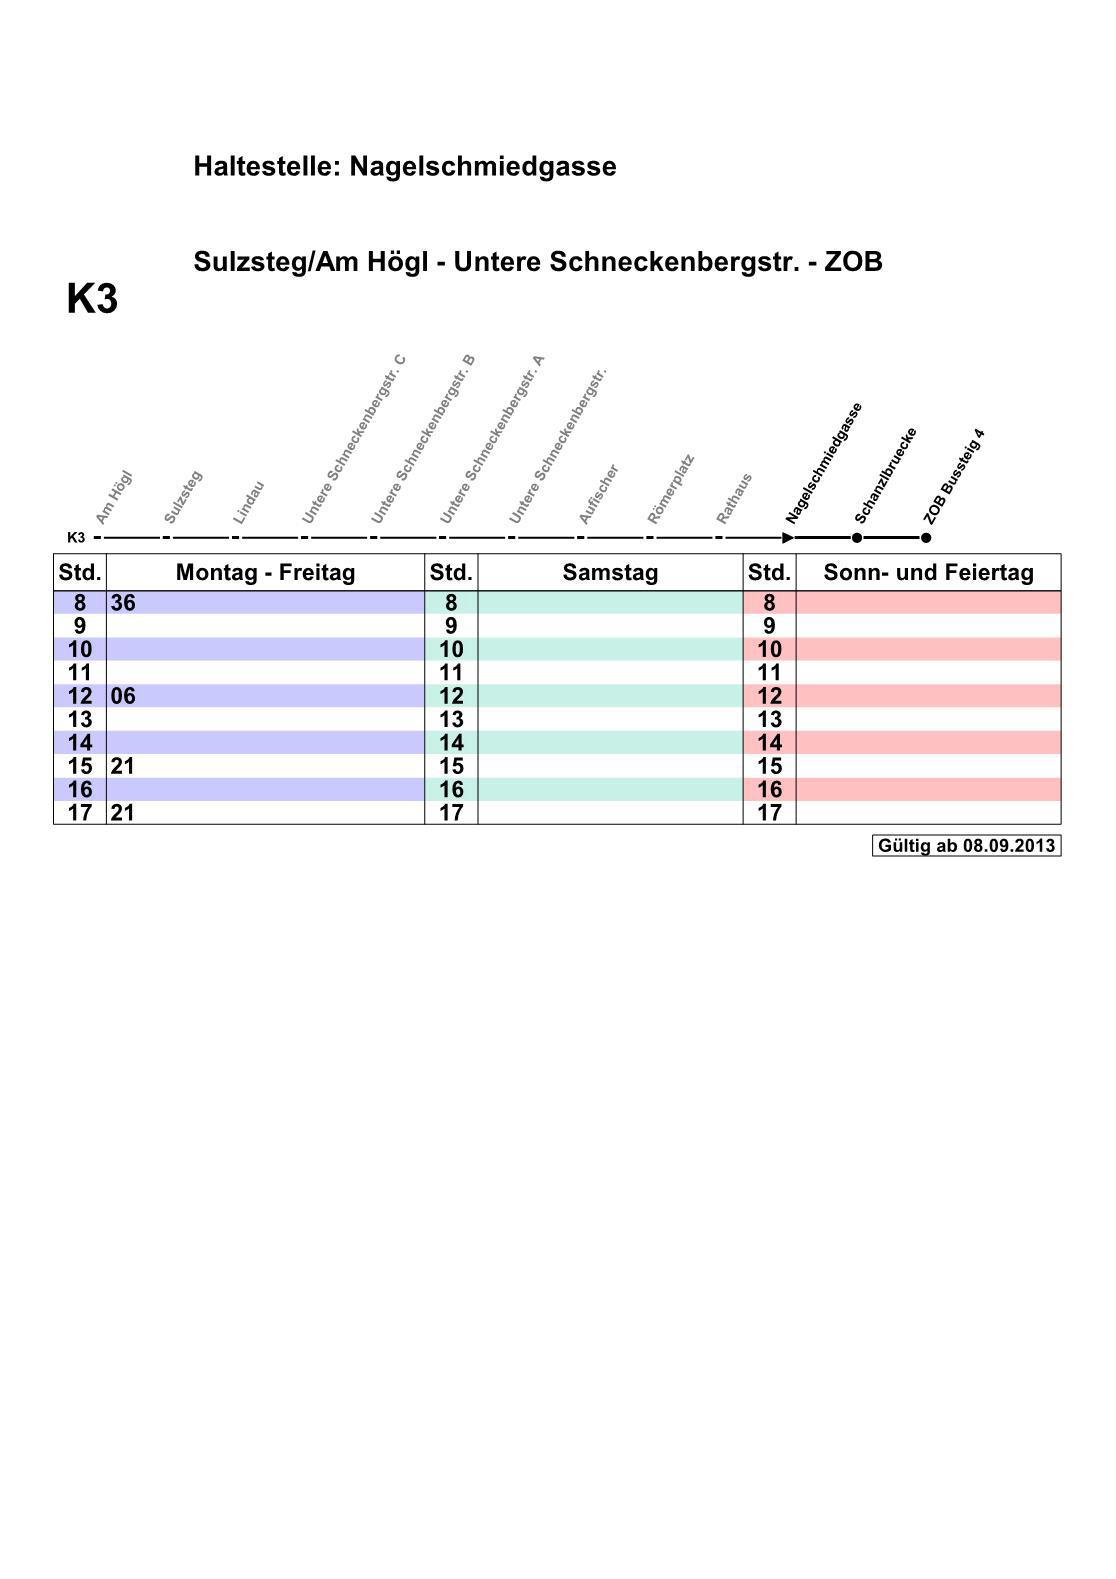 Haltestelle: Nagelschmiedgasse
Sulzsteg/Am Högl - Untere Schneckenbergstr. - ZOB
K3
Am Högl
Sulzsteg
Lindau
Untere Schneckenbergstr. C
Untere Schneckenbergstr. B
Untere Schneckenbergstr. A
Untere Schneckenbergstr.
Aufischer
Römerplatz
Rathaus
Nagelschmiedgasse
Schanzlbruecke
ZOB Bussteig 4
K3
Std. Montag - Freitag Std. Samstag Std. Sonn- und Feiertag
8 36 8 8
9 9 9
10 10 10
11 11 11
12 06 12 12
13 13 13
14 14 14
15 21 15 15
16 16 16
17 21 17 17
Gültig ab 08.09.2013